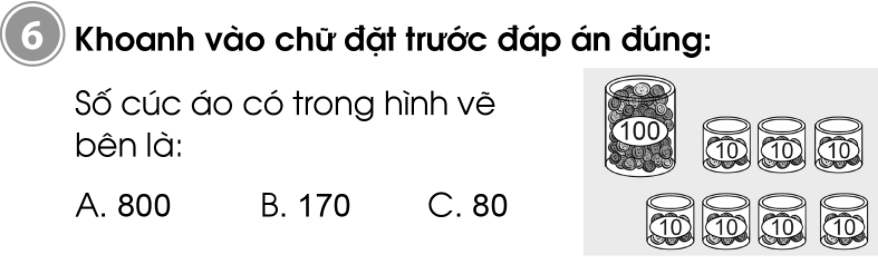 6 Khoanh vào chữ đặt trước đáp án đúng:
Số cúc áo có trong hình vẽ
bên là:
A. 800 B. 170 C. 80
100
10 10 10
10 10 10 10